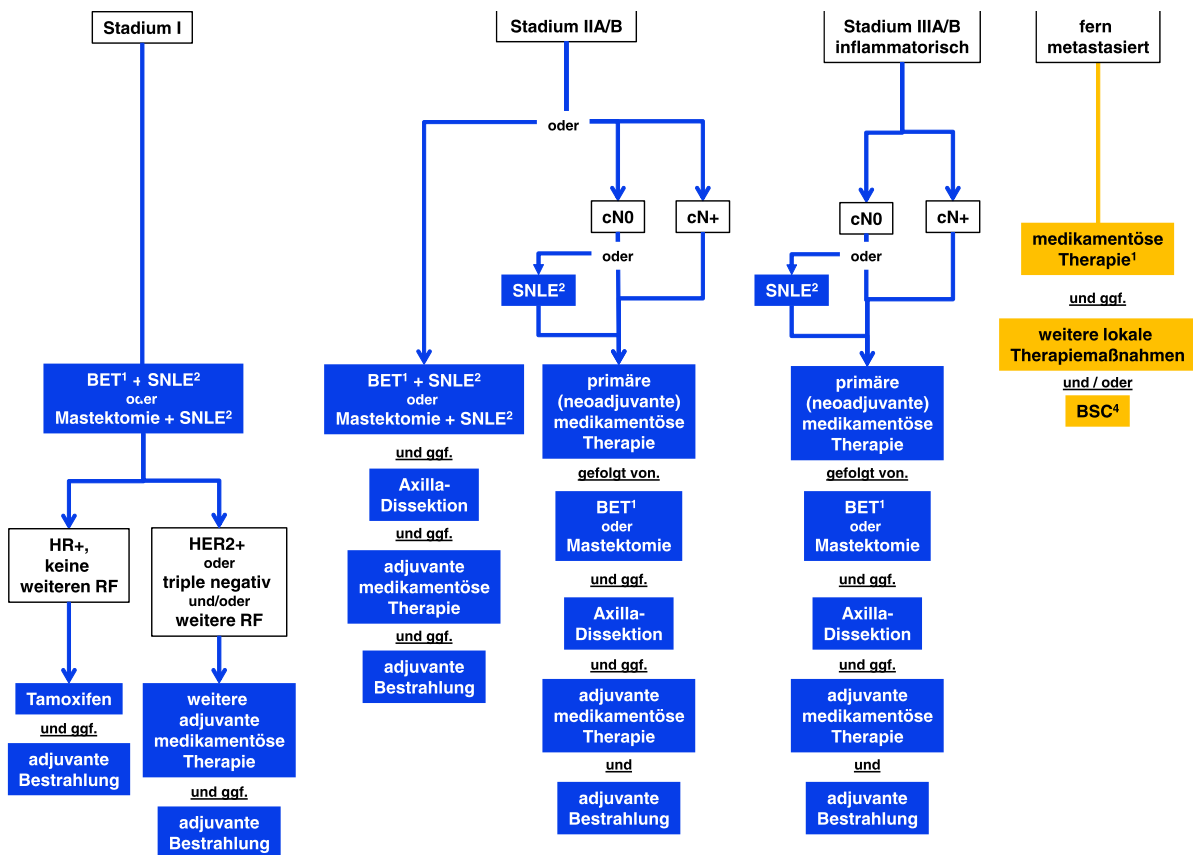 Stadium I
BET¹ + SNLE²
oder
Mastektomie + SNLE²
HR+,
keine
weiteren RF
Tamoxifen
und ggf.
adjuvante
Bestrahlung
HER2+
oder
triple negativ
und/oder
weitere RF
weitere
adjuvante
medikamentöse
Therapie
und ggf.
adjuvante
Bestrahlung
Stadium IIA/B
oder
BET¹ + SNLE²
oder
Mastektomie + SNLE²
und ggf.
Axilla-
Dissektion
und ggf.
adjuvante
medikamentöse
Therapie
und ggf.
adjuvante
Bestrahlung
cN0
cN+
oder
SNLE²
primäre
(neoadjuvante)
medikamentöse
Therapie
gefolgt von.
BET¹
oder
Mastektomie
und ggf.
Axilla-
Dissektion
und ggf.
adjuvante
medikamentöse
Therapie
und
adjuvante
Bestrahlung
Stadium IIIA/B
inflammatorisch
cN0
cN+
oder
SNLE²
primäre
(neoadjuvante)
medikamentöse
Therapie
gefolgt von.
BET¹
oder
Mastektomie
und ggf.
Axilla-
Dissektion
und ggf.
adjuvante
medikamentöse
Therapie
und
adjuvante
Bestrahlung
fern
metastasiert
medikamentöse
Therapie¹
und ggf.
weitere lokale
Therapiemaßnahmen
und / oder
BSC⁴